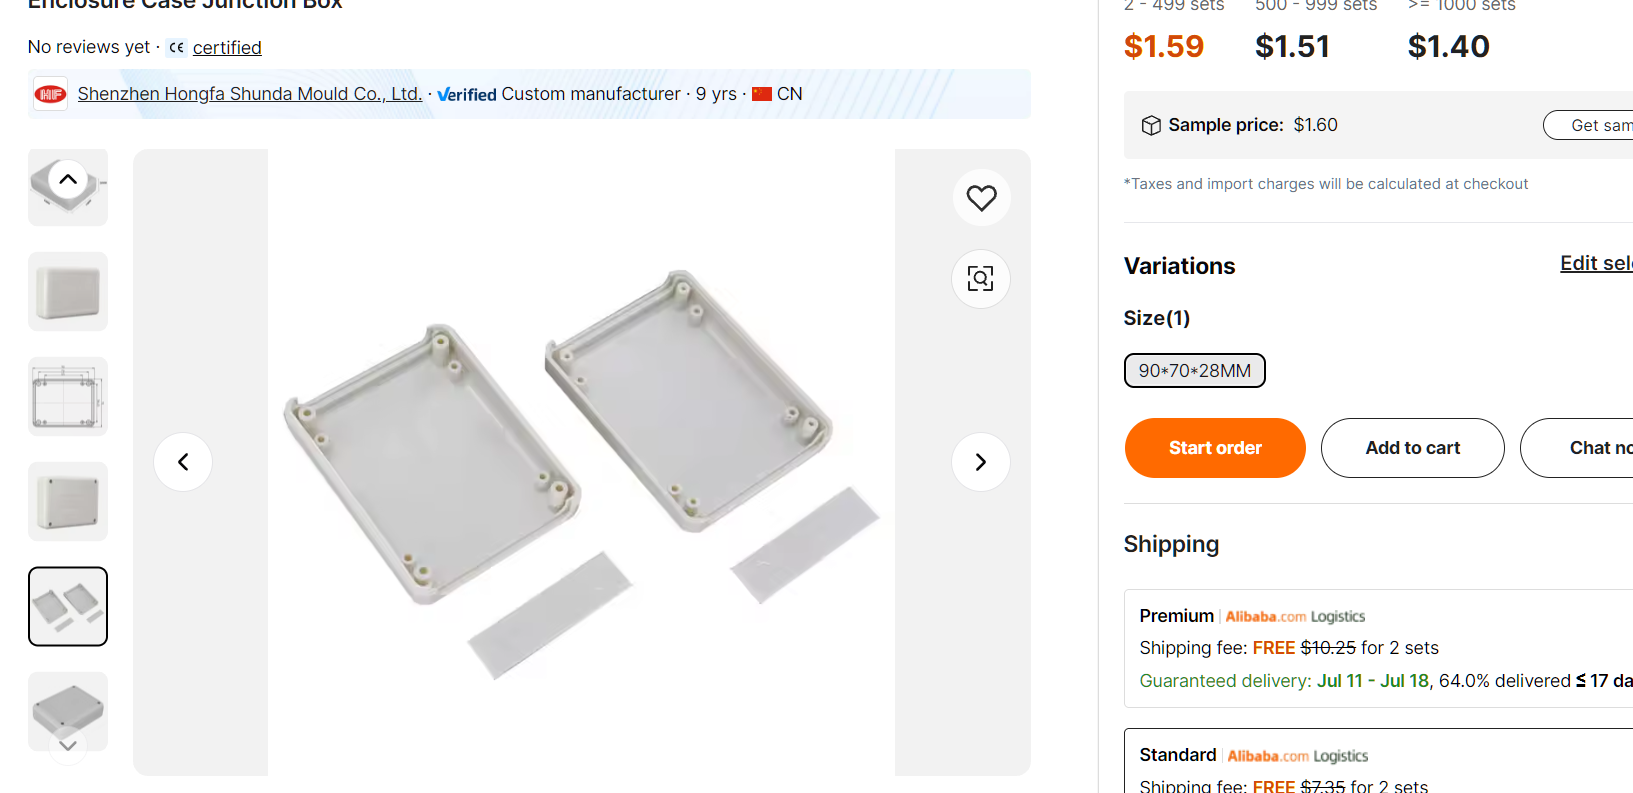 Enclosure Case Junction Box
No reviews yet · CE certified
HF Shenzhen Hongfa Shunda Mould Co., Ltd. · Verified Custom manufacturer · 9 yrs · CN
2 - 499 sets 500 - 999 sets >= 1000 sets
$1.59 $1.51 $1.40
Sample price: $1.60 Get sam
*Taxes and import charges will be calculated at checkout
Variations Edit sele
Size(1)
90*70*28MM
Start order Add to cart Chat no
Shipping
Premium | Alibaba.com Logistics
Shipping fee: FREE $10.25 for 2 sets
Guaranteed delivery: Jul 11 - Jul 18, 64.0% delivered ≤ 17 da
Standard | Alibaba.com Logistics
Shipping fee: FREE $7.35 for 2 sets